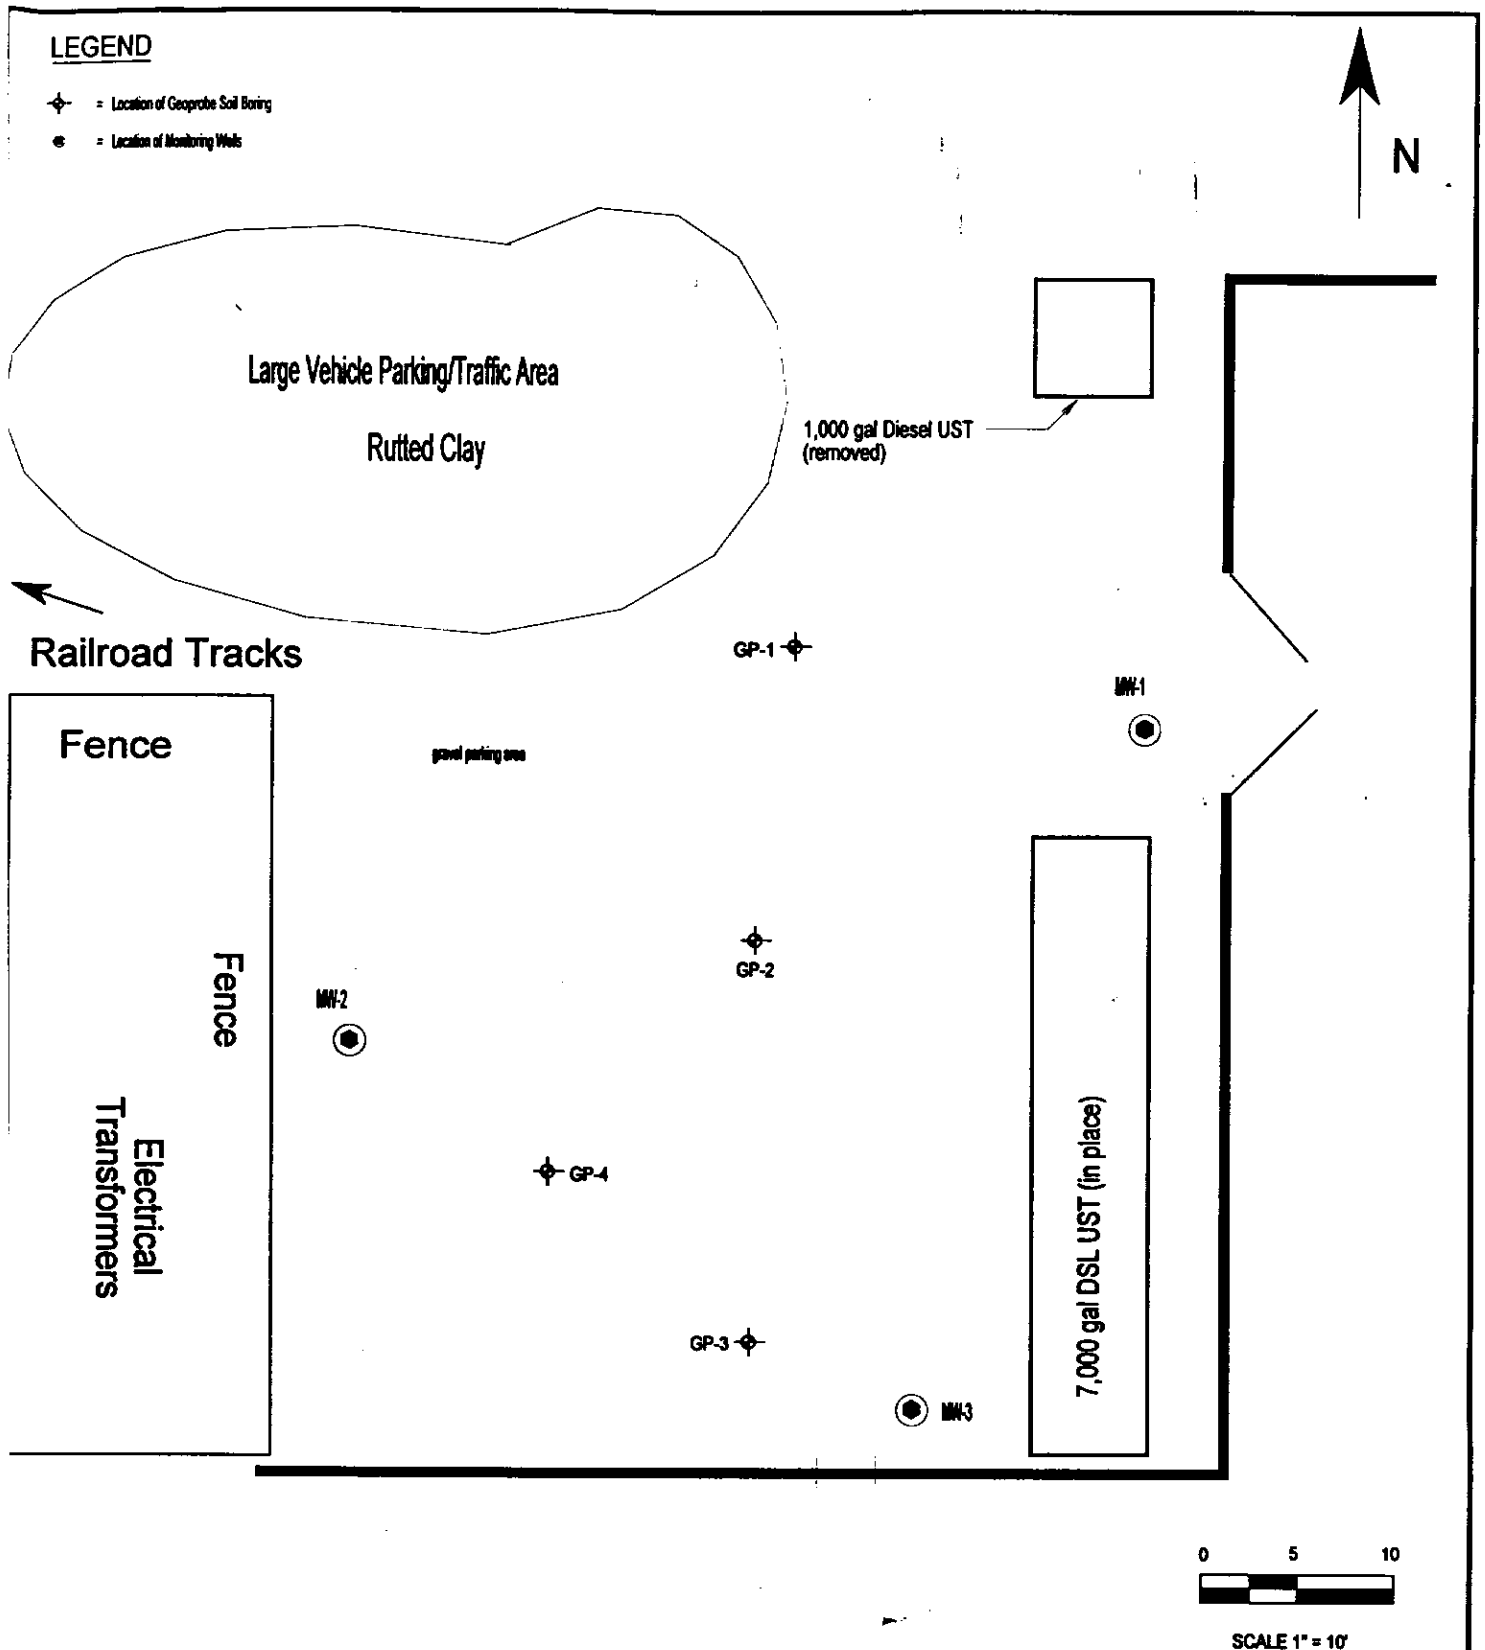 LEGEND
= Location of Geoprobe Soil Boring
= Location of Monitoring Wells
N
Large Vehicle Parking/Traffic Area
Rutted Clay
1,000 gal Diesel UST
(removed)
Railroad Tracks
GP-1
MW-1
Fence
gravel parking area
Fence
GP-2
MW-2
Electrical
Transformers
GP-4
7,000 gal DSL UST (in place)
GP-3
MW-3
0 5 10
SCALE 1" = 10'